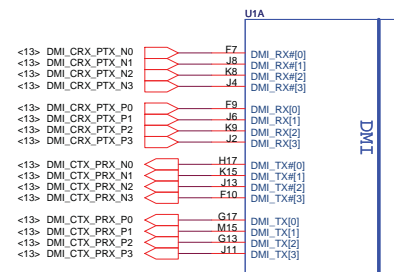 U1A
<13> DMI_CRX_PTX_N0 F7 DMI_RX#[0]
<13> DMI_CRX_PTX_N1 J8 DMI_RX#[1]
<13> DMI_CRX_PTX_N2 K8 DMI_RX#[2]
<13> DMI_CRX_PTX_N3 J4 DMI_RX#[3]
<13> DMI_CRX_PTX_P0 F9 DMI_RX[0]
<13> DMI_CRX_PTX_P1 J6 DMI_RX[1]
<13> DMI_CRX_PTX_P2 K9 DMI_RX[2]
<13> DMI_CRX_PTX_P3 J2 DMI_RX[3]
DMI
<13> DMI_CTX_PRX_N0 H17 DMI_TX#[0]
<13> DMI_CTX_PRX_N1 K15 DMI_TX#[1]
<13> DMI_CTX_PRX_N2 J13 DMI_TX#[2]
<13> DMI_CTX_PRX_N3 F10 DMI_TX#[3]
<13> DMI_CTX_PRX_P0 G17 DMI_TX[0]
<13> DMI_CTX_PRX_P1 M15 DMI_TX[1]
<13> DMI_CTX_PRX_P2 G13 DMI_TX[2]
<13> DMI_CTX_PRX_P3 J11 DMI_TX[3]